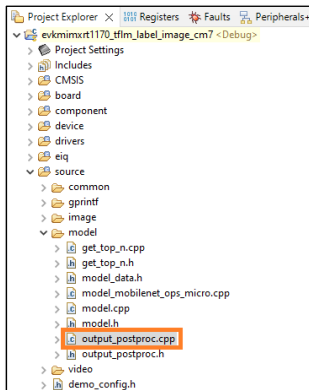 Project Explorer Registers Faults Peripherals+
evkmimxrt1170_tflm_label_image_cm7 <Debug>
Project Settings
Includes
CMSIS
board
component
device
drivers
eiq
source
common
gprintf
image
model
get_top_n.cpp
get_top_n.h
model_data.h
model_mobilenet_ops_micro.cpp
model.cpp
model.h
output_postproc.cpp
output_postproc.h
video
demo_config.h